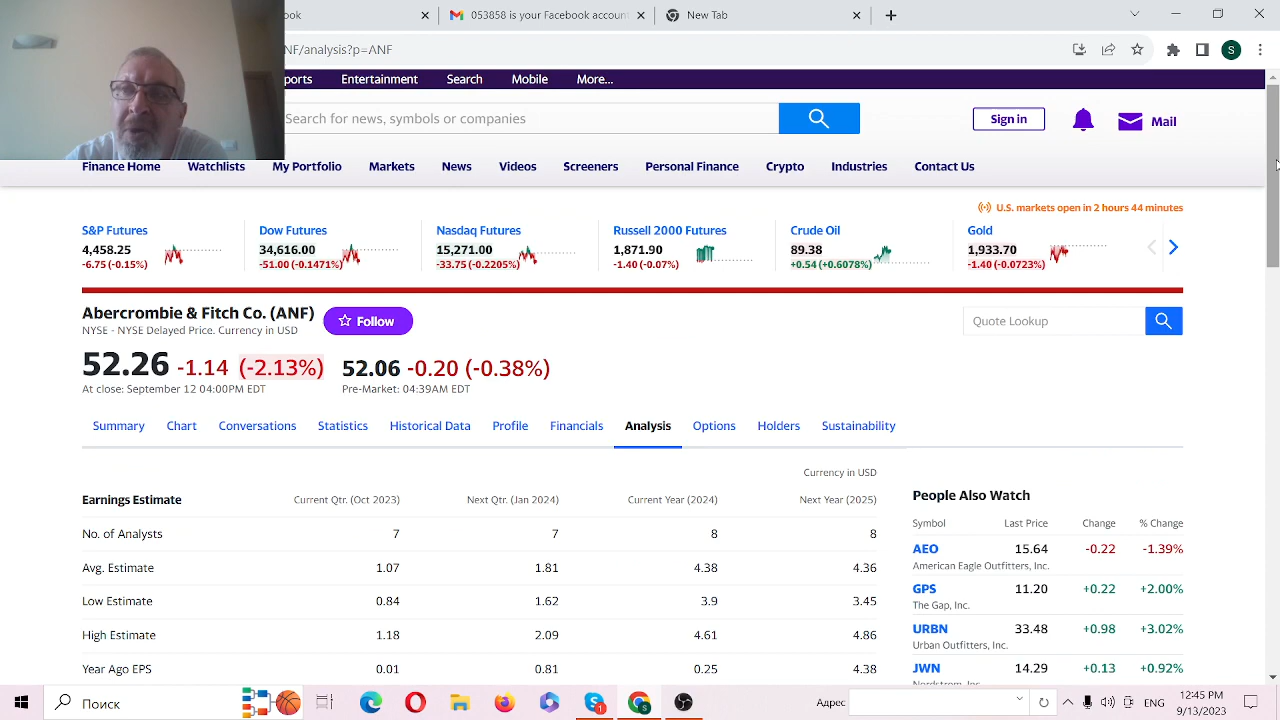 ook
053858 is your Facebook account
New Tab
NF/analysis?p=ANF
S
ports Entertainment Search Mobile More...
Search for news, symbols or companies
Sign in
Mail
Finance Home Watchlists My Portfolio Markets News Videos Screeners Personal Finance Crypto Industries Contact Us
U.S. markets open in 2 hours 44 minutes
S&P Futures Dow Futures Nasdaq Futures Russell 2000 Futures Crude Oil Gold
4,458.25 34,616.00 15,271.00 1,871.90 89.38 1,933.70
-6.75 (-0.15%) -51.00 (-0.1471%) -33.75 (-0.2205%) -1.40 (-0.07%) +0.54 (+0.6078%) -1.40 (-0.0723%)
Abercrombie & Fitch Co. (ANF)
Follow
NYSE - NYSE Delayed Price. Currency in USD
Quote Lookup
52.26 -1.14 (-2.13%) 52.06 -0.20 (-0.38%)
At close: September 12 04:00PM EDT Pre-Market: 04:39AM EDT
Summary Chart Conversations Statistics Historical Data Profile Financials Analysis Options Holders Sustainability
Currency in USD
Earnings Estimate Current Qtr. (Oct 2023) Next Qtr. (Jan 2024) Current Year (2024) Next Year (2025)
No. of Analysts 7 7 8 8
Avg. Estimate 1.07 1.81 4.38 4.36
Low Estimate 0.84 1.62 3.9 3.45
High Estimate 1.18 2.09 4.61 4.86
Year Ago EPS 0.01 0.81 0.25 4.38
People Also Watch
Symbol Last Price Change % Change
AEO 15.64 -0.22 -1.39%
American Eagle Outfitters, Inc.
GPS 11.20 +0.22 +2.00%
The Gap, Inc.
URBN 33.48 +0.98 +3.02%
Urban Outfitters, Inc.
JWN 14.29 +0.13 +0.92%
Nordstrom, Inc.
Поиск
1
S
Адрес
12:45 PM
9/13/2023